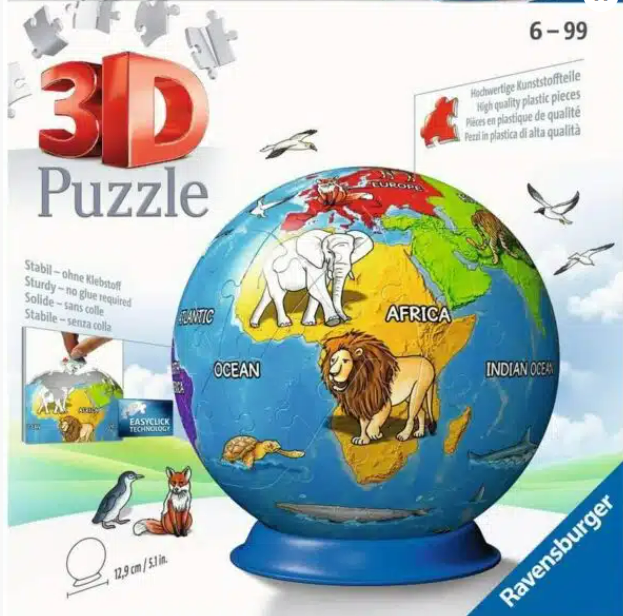 6 – 99
3D
Puzzle
Hochwertige Kunststoffteile
High quality plastic pieces
Pièces en plastique de qualité
Pezzi in plastica di alta qualità
Stabil – ohne Klebstoff
Sturdy – no glue required
Solide – sans colle
Stabile – senza colla
EASYCLICK
TECHNOLOGY
EUROPE
AFRICA
ATLANTIC
OCEAN
INDIAN OCEAN
AFRICA
12,9 cm / 5.1 in.
Ravensburger